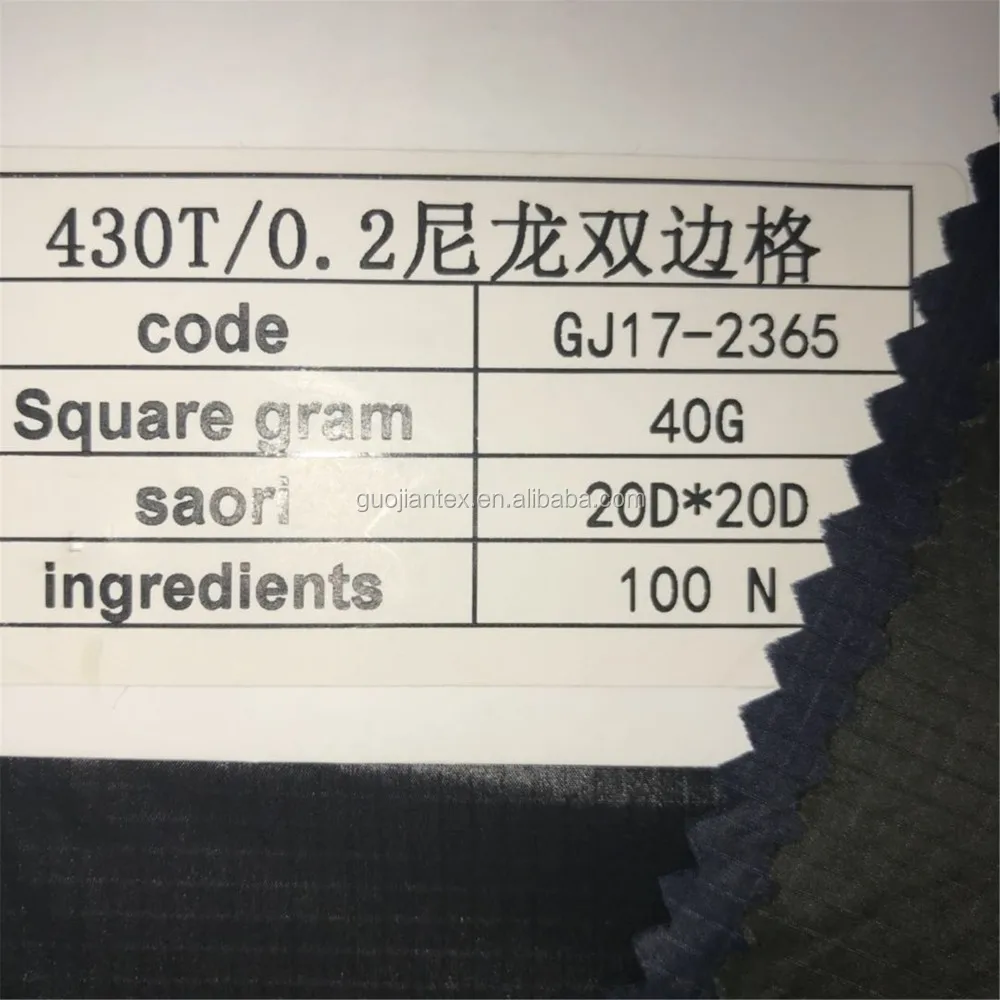 430T/0.2尼龙双边格
code GJ17-2365
Square gram 40G
saori 20D*20D
guojiantex.en.alibaba.com
ingredients 100 N